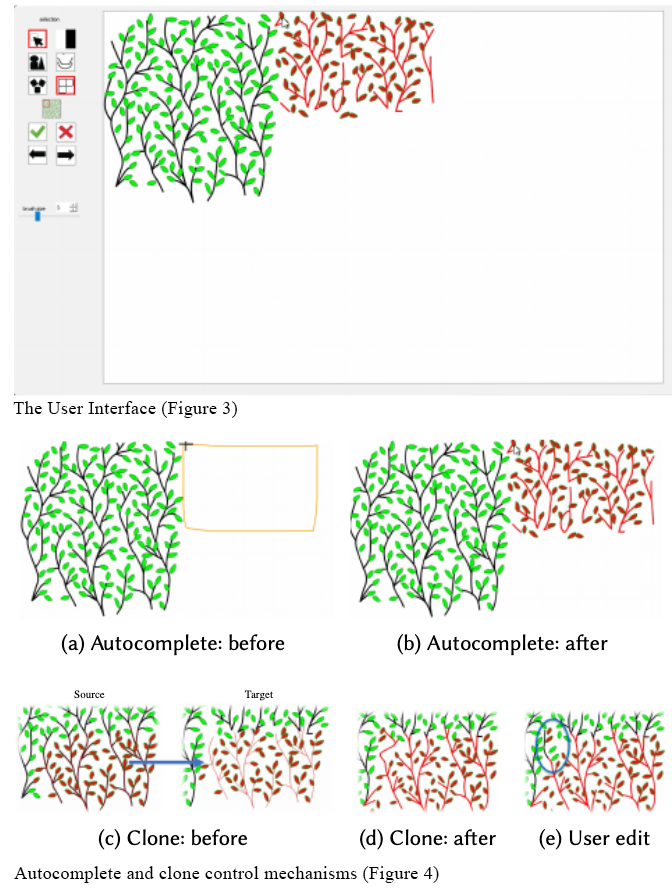 selection
brush size 5
The User Interface (Figure 3)
(a) Autocomplete: before
(b) Autocomplete: after
Source
Target
(c) Clone: before
(d) Clone: after
(e) User edit
Autocomplete and clone control mechanisms (Figure 4)